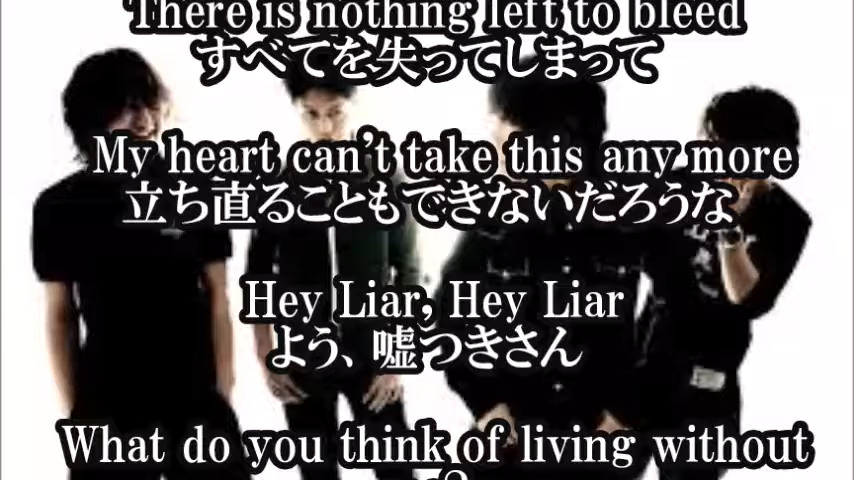 There is nothing left to bleed
すべてを失ってしまって
My heart can't take this any more
立ち直ることもできないだろうな
Hey Liar, Hey Liar
よう、嘘つきさん
What do you think of living without